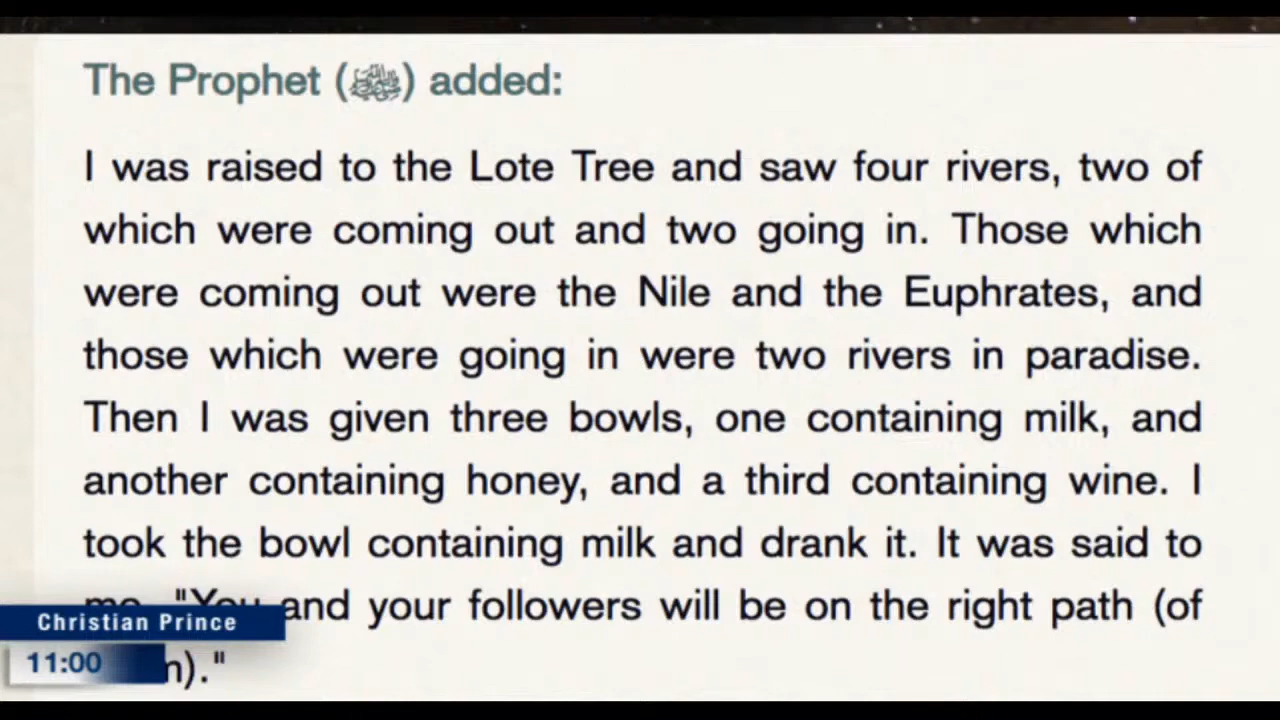 The Prophet (ﷺ) added:
I was raised to the Lote Tree and saw four rivers, two of
which were coming out and two going in. Those which
were coming out were the Nile and the Euphrates, and
those which were going in were two rivers in paradise.
Then I was given three bowls, one containing milk, and
another containing honey, and a third containing wine. I
took the bowl containing milk and drank it. It was said to
me, "You and your followers will be on the right path (of
Christian Prince
11:00